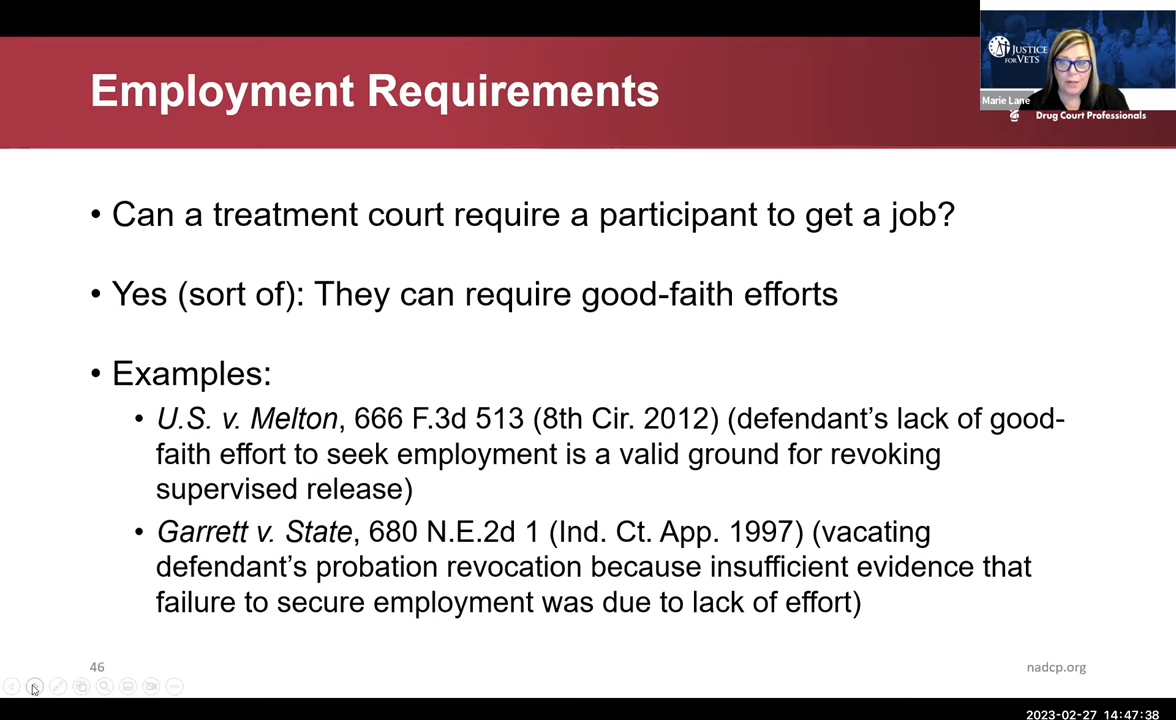 Employment Requirements
JUSTICE
FOR VETS
Marie Lane
Drug Court Professionals
• Can a treatment court require a participant to get a job?
• Yes (sort of): They can require good-faith efforts
• Examples:
• U.S. v. Melton, 666 F.3d 513 (8th Cir. 2012) (defendant’s lack of good-
faith effort to seek employment is a valid ground for revoking
supervised release)
• Garrett v. State, 680 N.E.2d 1 (Ind. Ct. App. 1997) (vacating
defendant’s probation revocation because insufficient evidence that
failure to secure employment was due to lack of effort)
46
nadcp.org
2023-02-27 14:47:38